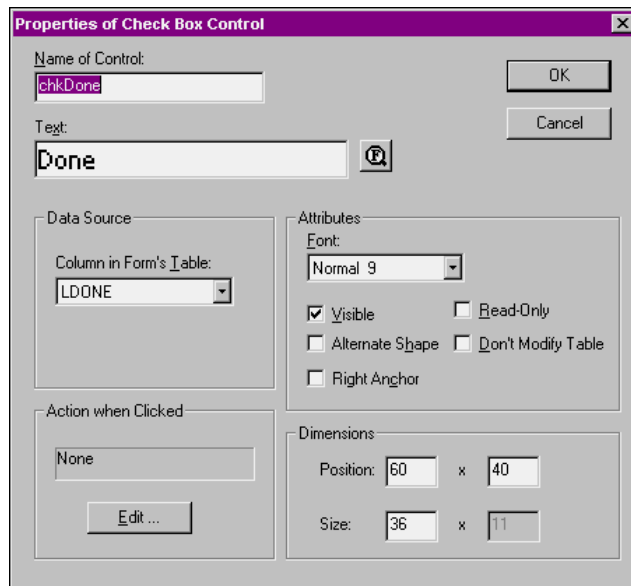 Properties of Check Box Control
Name of Control:
chkDone
OK
Text:
Cancel
Done
Data Source
Column in Form's Table:
LDONE
Attributes
Font:
Normal 9
Visible
Read-Only
Alternate Shape
Don't Modify Table
Right Anchor
Action when Clicked
None
Edit ...
Dimensions
Position: 60 x 40
Size: 36 x 11